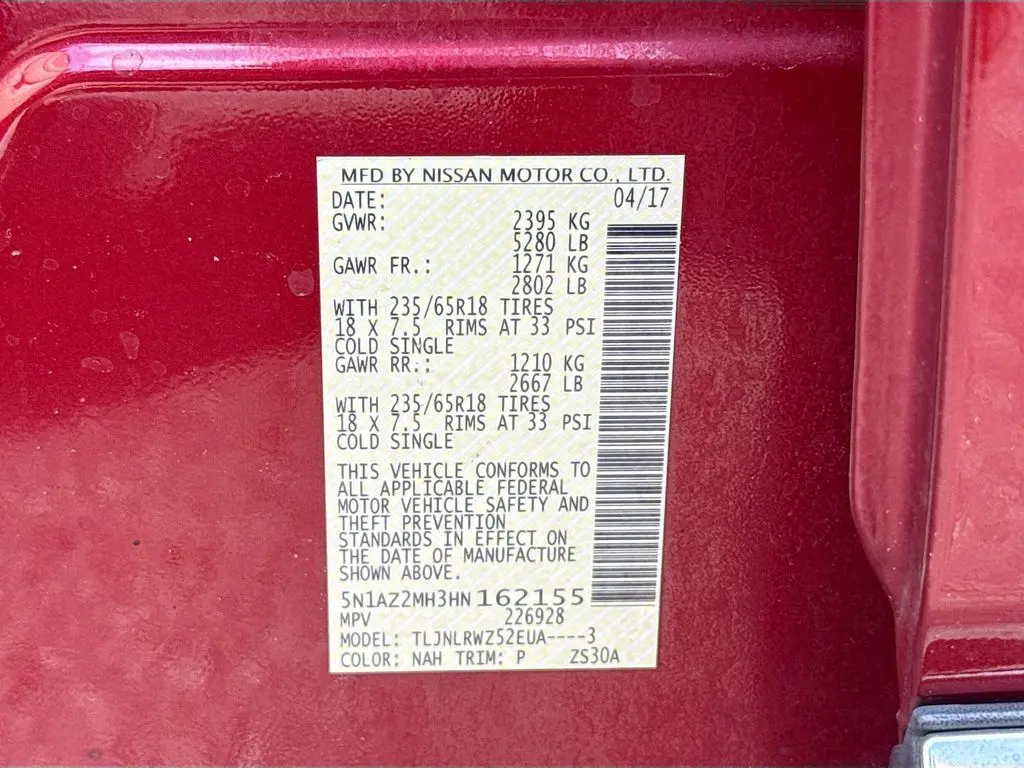 MFD BY NISSAN MOTOR CO., LTD.
DATE: 04/17
GVWR: 2395 KG
5280 LB
GAWR FR.: 1271 KG
2802 LB
WITH 235/65R18 TIRES
18 X 7.5 RIMS AT 33 PSI
COLD SINGLE
GAWR RR.: 1210 KG
2667 LB
WITH 235/65R18 TIRES
18 X 7.5 RIMS AT 33 PSI
COLD SINGLE
THIS VEHICLE CONFORMS TO
ALL APPLICABLE FEDERAL
MOTOR VEHICLE SAFETY AND
THEFT PREVENTION
STANDARDS IN EFFECT ON
THE DATE OF MANUFACTURE
SHOWN ABOVE.
5N1AZ2MH3HN162155
MPV 226928
MODEL: TLJNLRWZ52EUA----3
COLOR: NAH TRIM: P ZS30A